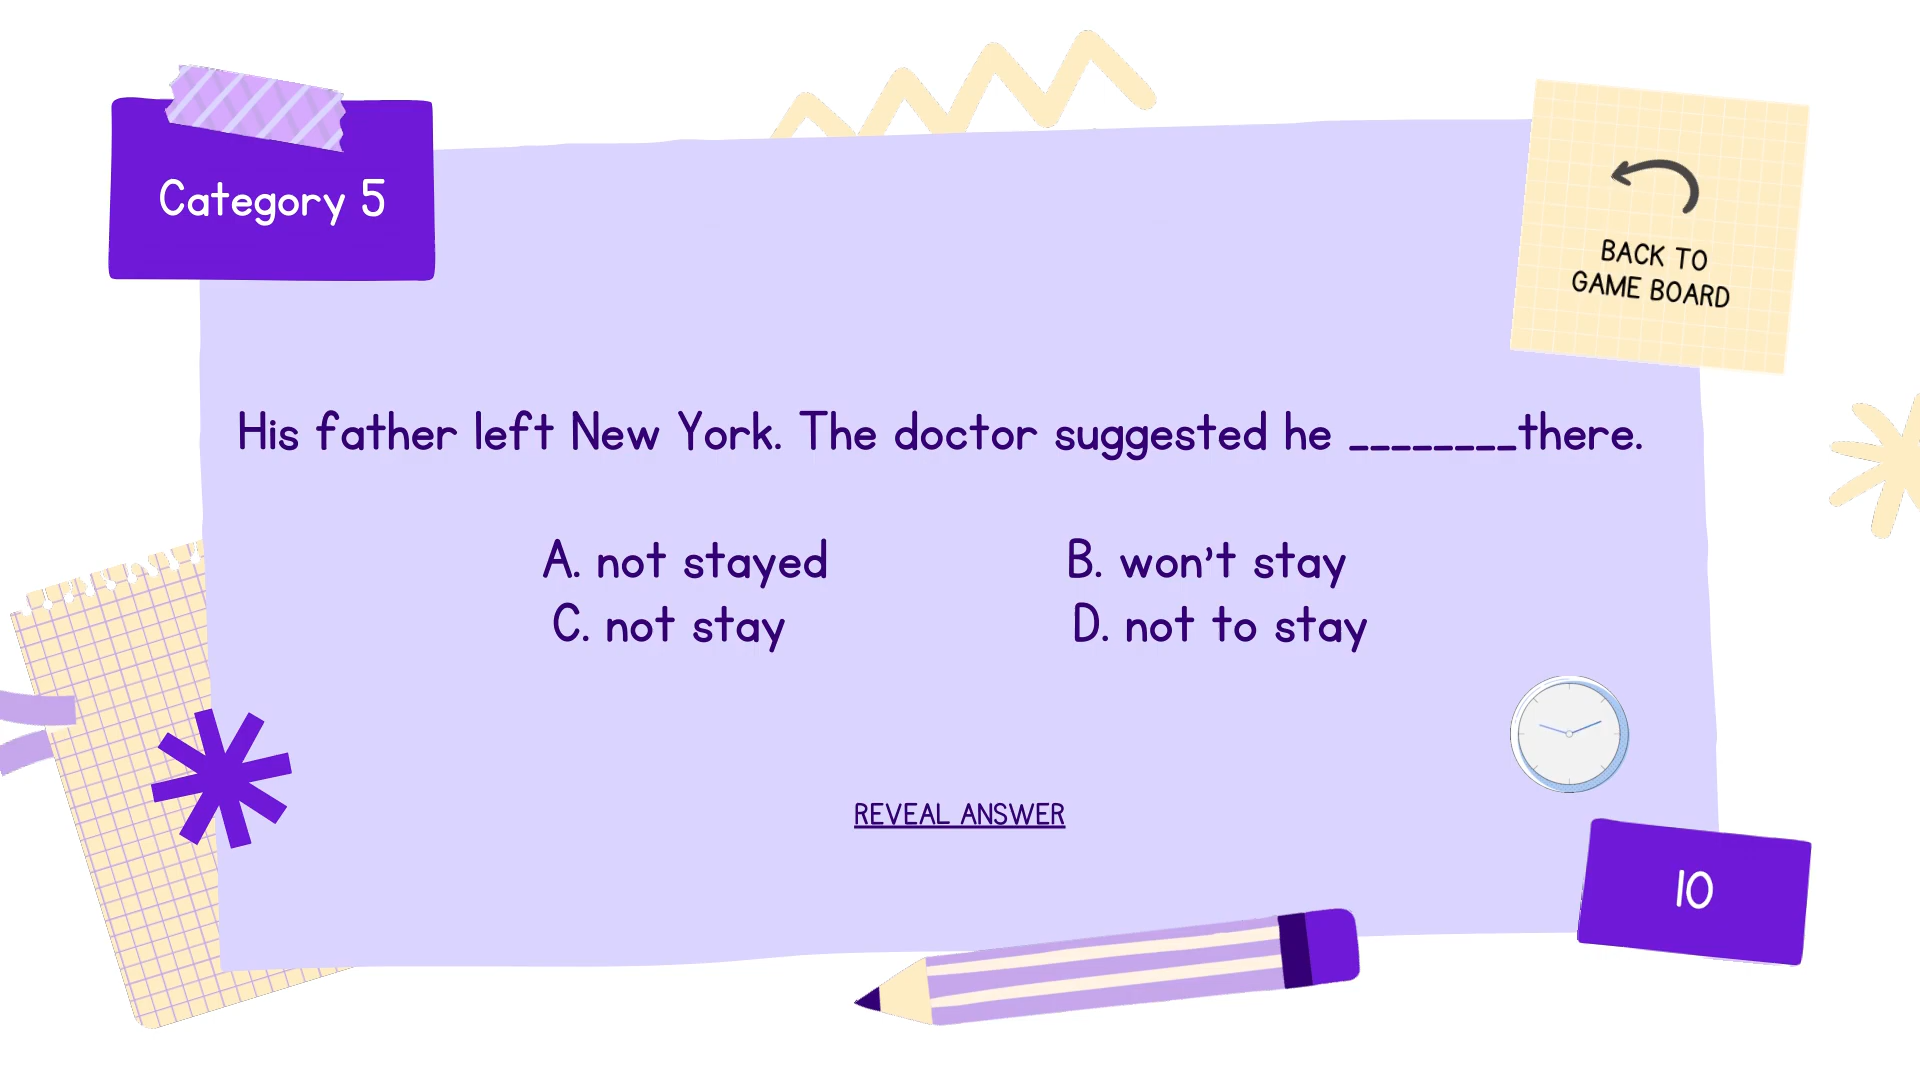 Category 5
BACK TO
GAME BOARD
His father left New York. The doctor suggested he ________there.
A. not stayed
B. won't stay
C. not stay
D. not to stay
REVEAL ANSWER
10